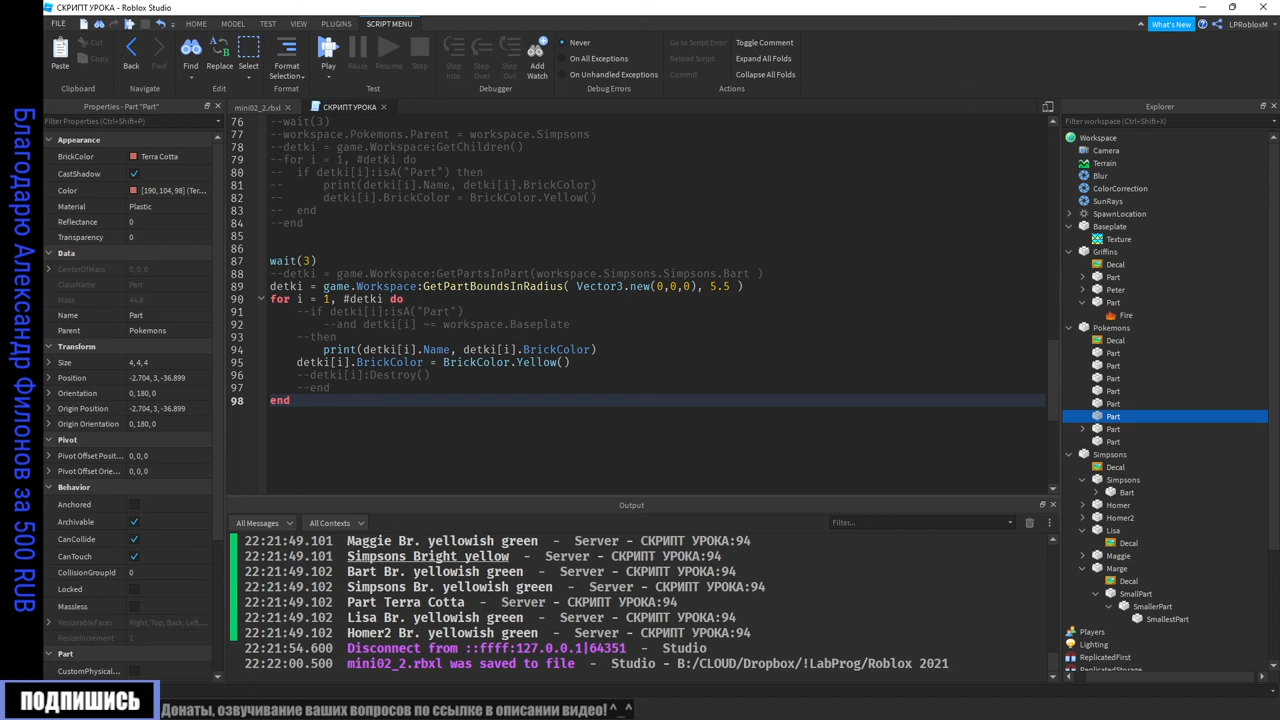 СКРИПТ УРОКА - Roblox Studio
FILE HOME MODEL TEST VIEW PLUGINS SCRIPT MENU What's New LPRobloxM
Paste Cut Copy Back Fwd Find Replace Select Format Selection Play Pause Resume Stop Step Into Step Over Step Out Add Watch
Never
On All Exceptions
On Unhandled Exceptions
Go to Script Error
Reload Script
Commit
Toggle Comment
Expand All Folds
Collapse All Folds
Clipboard Navigate Edit Format Test Debugger Debug Errors Actions
Properties - Part "Part"
Filter Properties (Ctrl+Shift+P)
Appearance
BrickColor Terra Cotta
CastShadow
Color [190, 104, 98] (Ter...
Material Plastic
Reflectance 0
Transparency 0
Data
CenterOfMass 0,0,0
ClassName Part
Mass 44.8
Name Part
Parent Pokemons
Transform
Size 4,4,4
Position -2.704, 3, -36.899
Orientation 0,180,0
Origin Position -2.704, 3, -36.899
Origin Orientation 0,180,0
Pivot
Pivot Offset Posit... 0,0,0
Pivot Offset Orie... 0,0,0
Behavior
Anchored
Archivable
CanCollide
CanTouch
CollisionGroupId 0
Locked
Massless
ResizeableFaces Right, Top, Back, Left,...
ResizeIncrement 1
Part
CustomPhysical...
mini02_2.rbxl СКРИПТ УРОКА
76 --wait(3)
77 --workspace.Pokemons.Parent = workspace.Simpsons
78 --detki = game.Workspace:GetChildren()
79 --for i = 1, #detki do
80 -- if detki[i]:isA("Part") then
81 -- print(detki[i].Name, detki[i].BrickColor)
82 -- detki[i].BrickColor = BrickColor.Yellow()
83 -- end
84 --end
85
86
87 wait(3)
88 --detki = game.Workspace:GetPartsInPart(workspace.Simpsons.Simpsons.Bart )
89 detki = game.Workspace:GetPartBoundsInRadius( Vector3.new(0,0,0), 5.5 )
90 for i = 1, #detki do
91 --if detki[i]:isA("Part")
92 --and detki[i] ~= workspace.Baseplate
93 --then
94 print(detki[i].Name, detki[i].BrickColor)
95 detki[i].BrickColor = BrickColor.Yellow()
96 --detki[i]:Destroy()
97 --end
98 end
Output
All Messages All Contexts Filter...
22:21:49.101 Maggie Br. yellowish green - Server - СКРИПТ УРОКА:94
22:21:49.101 Simpsons Bright yellow - Server - СКРИПТ УРОКА:94
22:21:49.102 Bart Br. yellowish green - Server - СКРИПТ УРОКА:94
22:21:49.102 Simpsons Br. yellowish green - Server - СКРИПТ УРОКА:94
22:21:49.102 Part Terra Cotta - Server - СКРИПТ УРОКА:94
22:21:49.102 Lisa Br. yellowish green - Server - СКРИПТ УРОКА:94
22:21:49.102 Homer2 Br. yellowish green - Server - СКРИПТ УРОКА:94
22:21:54.600 Disconnect from ::ffff:127.0.0.1|64351 - Studio
22:22:00.500 mini02_2.rbxl was saved to file - Studio - B:/CLOUD/Dropbox/!LabProg/Roblox 2021
Explorer
Filter workspace (Ctrl+Shift+X)
Workspace
Camera
Terrain
Blur
ColorCorrection
SunRays
SpawnLocation
Baseplate
Texture
Griffins
Decal
Part
Peter
Part
Fire
Pokemons
Decal
Part
Part
Part
Part
Part
Part
Part
Part
Simpsons
Decal
Simpsons
Bart
Homer
Homer2
Lisa
Decal
Maggie
Marge
Decal
SmallPart
SmallerPart
SmallestPart
Players
Lighting
ReplicatedFirst
ReplicatedStorage
Благодарю Александр Филонов за 500 RUB
ПОДПИШИСЬ
Донаты, озвучивание ваших вопросов по ссылке в описании видео! ^_^